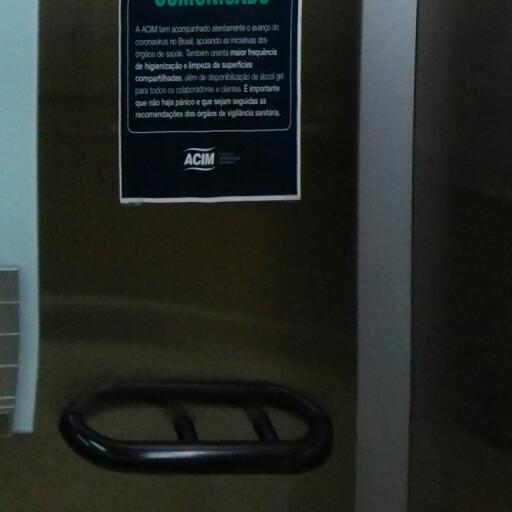 COMUNICADO
A ACIM tem acompanhado atentamente o avanço do
coronavírus no Brasil, apoiando as iniciativas dos
órgãos de saúde. Também orienta maior frequência
de higienização e limpeza de superfícies
compartilhadas, além de disponibilização de álcool gel
para todos os colaboradores e clientes. É importante
que não haja pânico e que sejam seguidas as
recomendações dos órgãos de vigilância sanitária.
ACIM